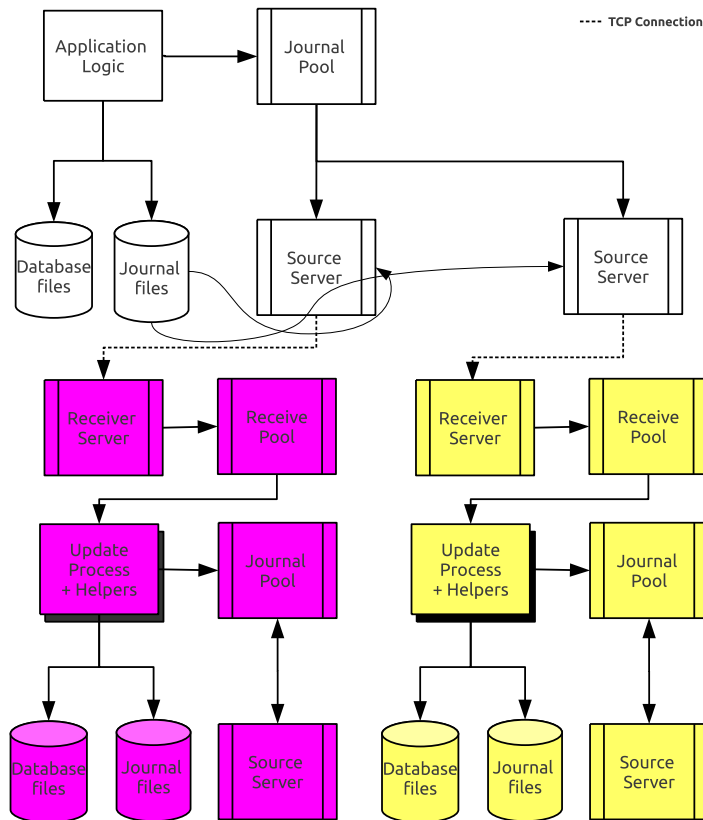 TCP Connection
Application
Logic
Journal
Pool
Database
files
Journal
files
Source
Server
Source
Server
Receiver
Server
Receive
Pool
Receiver
Server
Receive
Pool
Update
Process
+ Helpers
Journal
Pool
Update
Process
+ Helpers
Journal
Pool
Database
files
Journal
files
Source
Server
Database
files
Journal
files
Source
Server